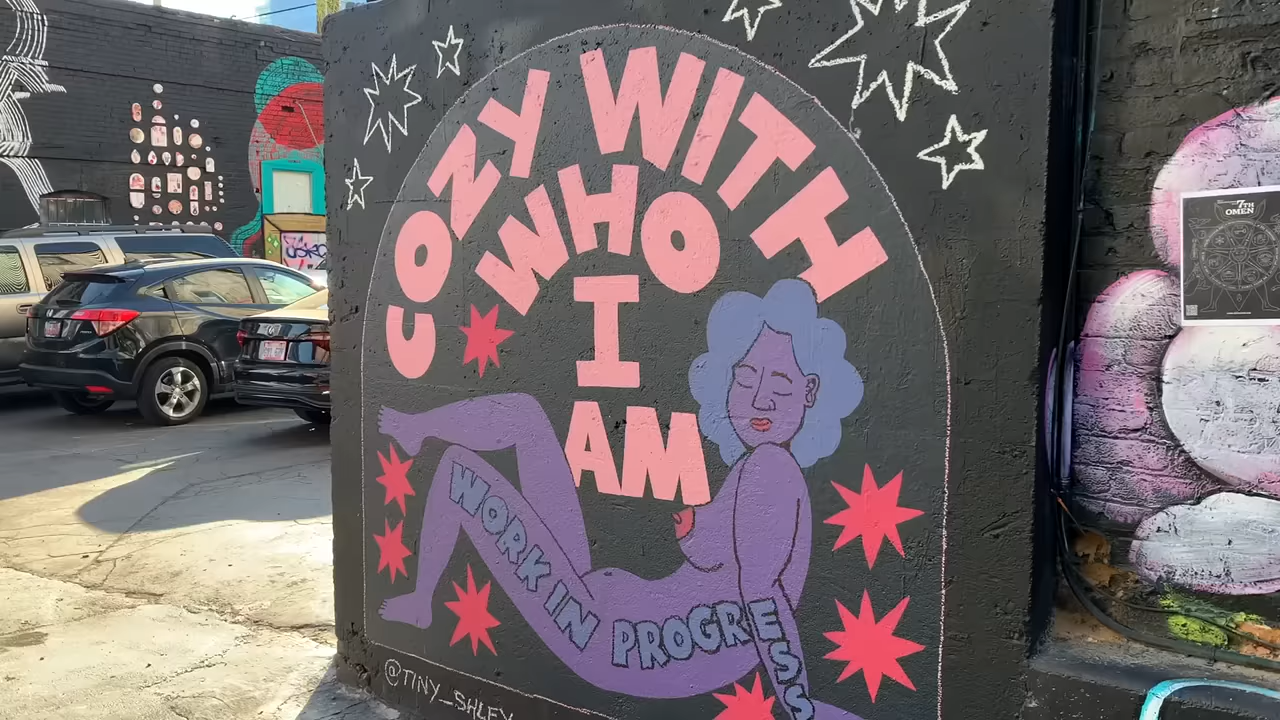 COZY WITH
WHO
I
AM
WORK IN PROGRESS
@TINY_SHLEY
7TH
OMEN